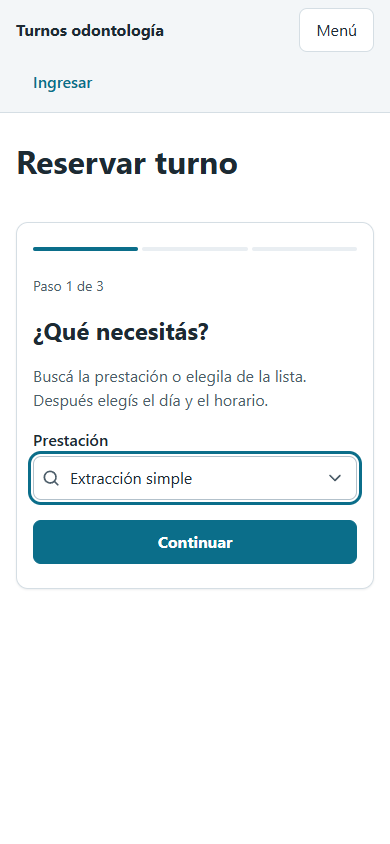 Turnos odontología
Menú
Ingresar
Reservar turno
Paso 1 de 3
¿Qué necesitás?
Buscá la prestación o elegila de la lista.
Después elegís el día y el horario.
Prestación
Extracción simple
Continuar